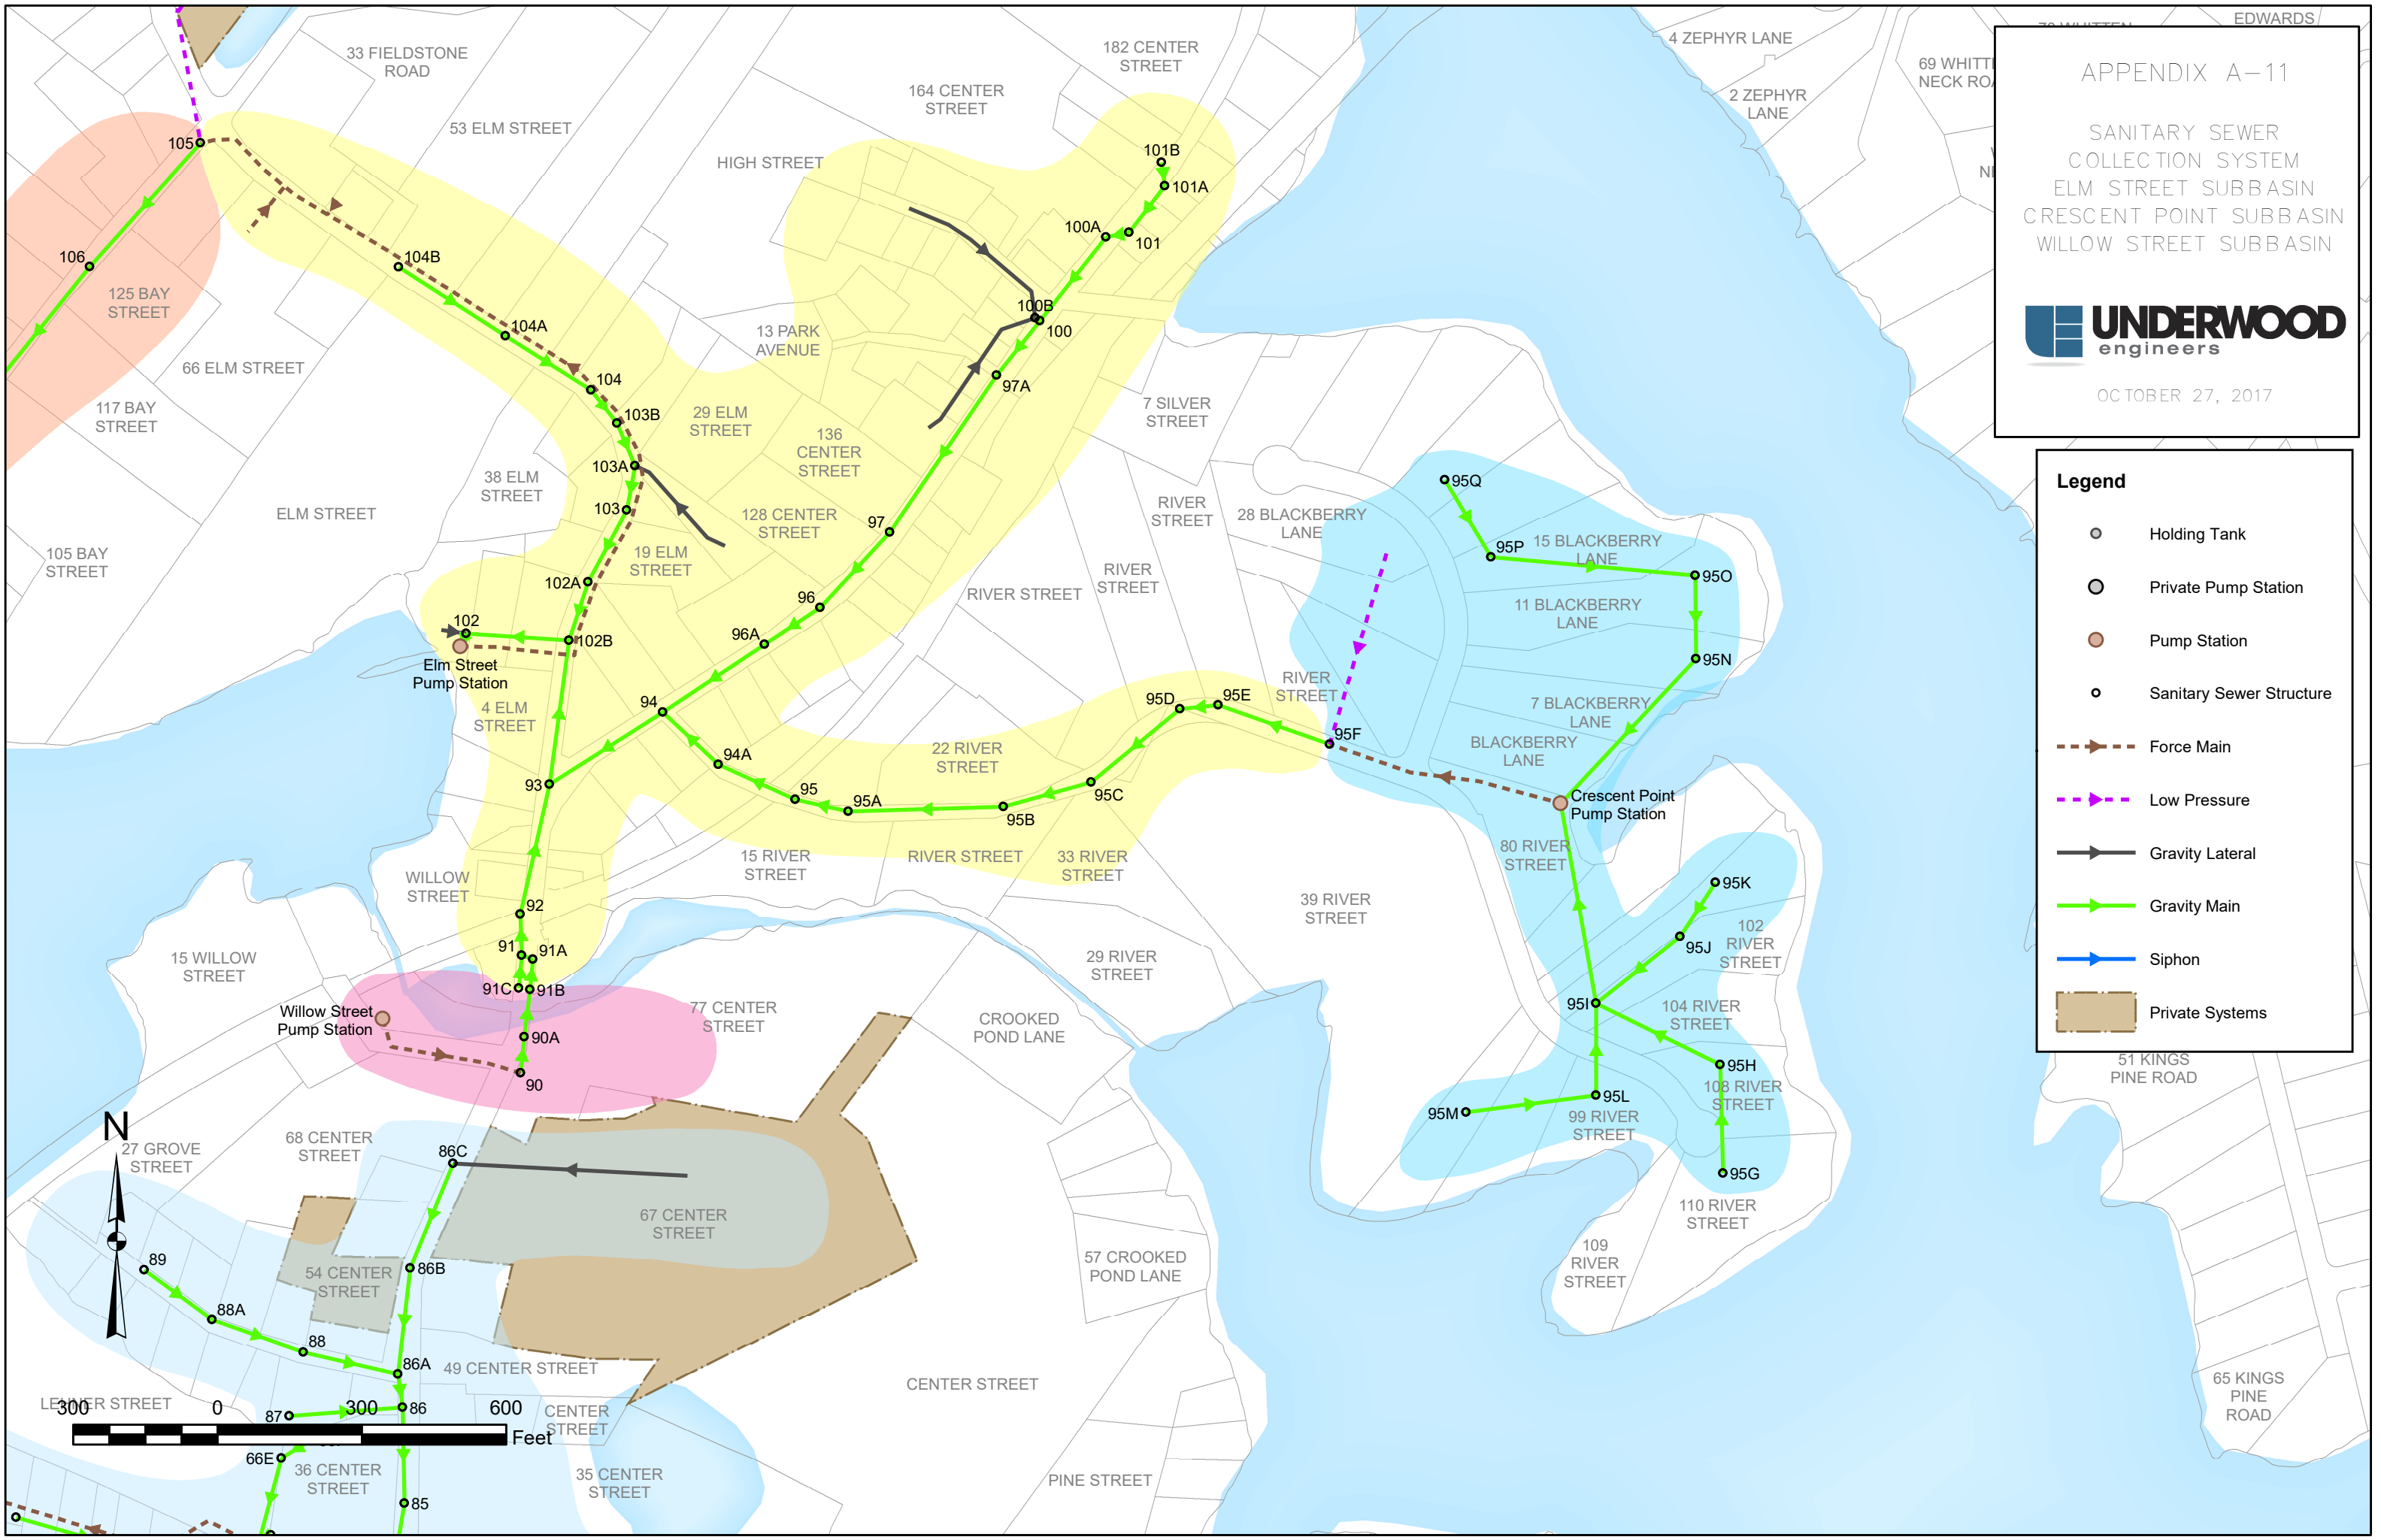 EDWARDS
4 ZEPHYR LANE
182 CENTER
STREET
33 FIELDSTONE
ROAD
2 ZEPHYR
LANE
164 CENTER
STREET
53 ELM STREET
HIGH STREET
APPENDIX A-11
SANITARY SEWER
COLLECTION SYSTEM
ELM STREET SUBBASIN
CRESCENT POINT SUBBASIN
WILLOW STREET SUBBASIN
UNDERWOOD
engineers
OCTOBER 27, 2017
105
101B
101A
100A
101
106
104B
125 BAY
STREET
100B
100
104A
13 PARK
AVENUE
97A
66 ELM STREET
104
103B
117 BAY
STREET
29 ELM
STREET
7 SILVER
STREET
136
CENTER
STREET
103A
38 ELM
STREET
95Q
Legend
Holding Tank
Private Pump Station
Pump Station
Sanitary Sewer Structure
Force Main
Low Pressure
Gravity Lateral
Gravity Main
Siphon
Private Systems
ELM STREET
103
128 CENTER
STREET
97
RIVER
STREET
28 BLACKBERRY
LANE
105 BAY
STREET
19 ELM
STREET
95P
15 BLACKBERRY
LANE
95O
102A
RIVER
STREET
RIVER STREET
96
11 BLACKBERRY
LANE
102
96A
102B
Elm Street
Pump Station
95N
RIVER
STREET
94
95D
95E
4 ELM
STREET
7 BLACKBERRY
LANE
95F
BLACKBERRY
LANE
22 RIVER
STREET
94A
93
95
95A
95B
95C
Crescent Point
Pump Station
15 RIVER
STREET
RIVER STREET
33 RIVER
STREET
80 RIVER
STREET
WILLOW
STREET
95K
92
39 RIVER
STREET
91
91A
95J
102
RIVER
STREET
15 WILLOW
STREET
29 RIVER
STREET
91C
91B
95I
Willow Street
Pump Station
77 CENTER
STREET
104 RIVER
STREET
CROOKED
POND LANE
90A
90
95H
51 KINGS
PINE ROAD
108 RIVER
STREET
95M
95L
99 RIVER
STREET
N
27 GROVE
STREET
68 CENTER
STREET
86C
95G
110 RIVER
STREET
67 CENTER
STREET
109
RIVER
STREET
89
86B
54 CENTER
STREET
57 CROOKED
POND LANE
88A
88
86A
49 CENTER STREET
CENTER STREET
65 KINGS
PINE
ROAD
LEHNER STREET
300
0
300
600
Feet
87
86
CENTER
STREET
66E
36 CENTER
STREET
35 CENTER
STREET
PINE STREET
85